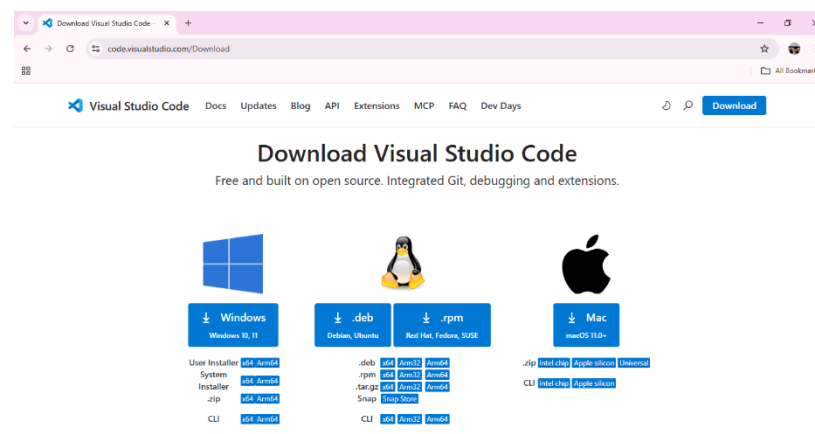 Download Visual Studio Code -
code.visualstudio.com/Download
All Bookmark
Visual Studio Code Docs Updates Blog API Extensions MCP FAQ Dev Days Download
Download Visual Studio Code
Free and built on open source. Integrated Git, debugging and extensions.
Windows
Windows 10, 11
.deb
Debian, Ubuntu
.rpm
Red Hat, Fedora, SUSE
Mac
macOS 11.0+
User Installer x64 Arm64
System Installer x64 Arm64
.zip x64 Arm64
CLI x64 Arm64
.deb x64 Arm32 Arm64
.rpm x64 Arm32 Arm64
.tar.gz x64 Arm32 Arm64
Snap Snap Store
CLI x64 Arm32 Arm64
.zip Intel chip Apple silicon Universal
CLI Intel chip Apple silicon